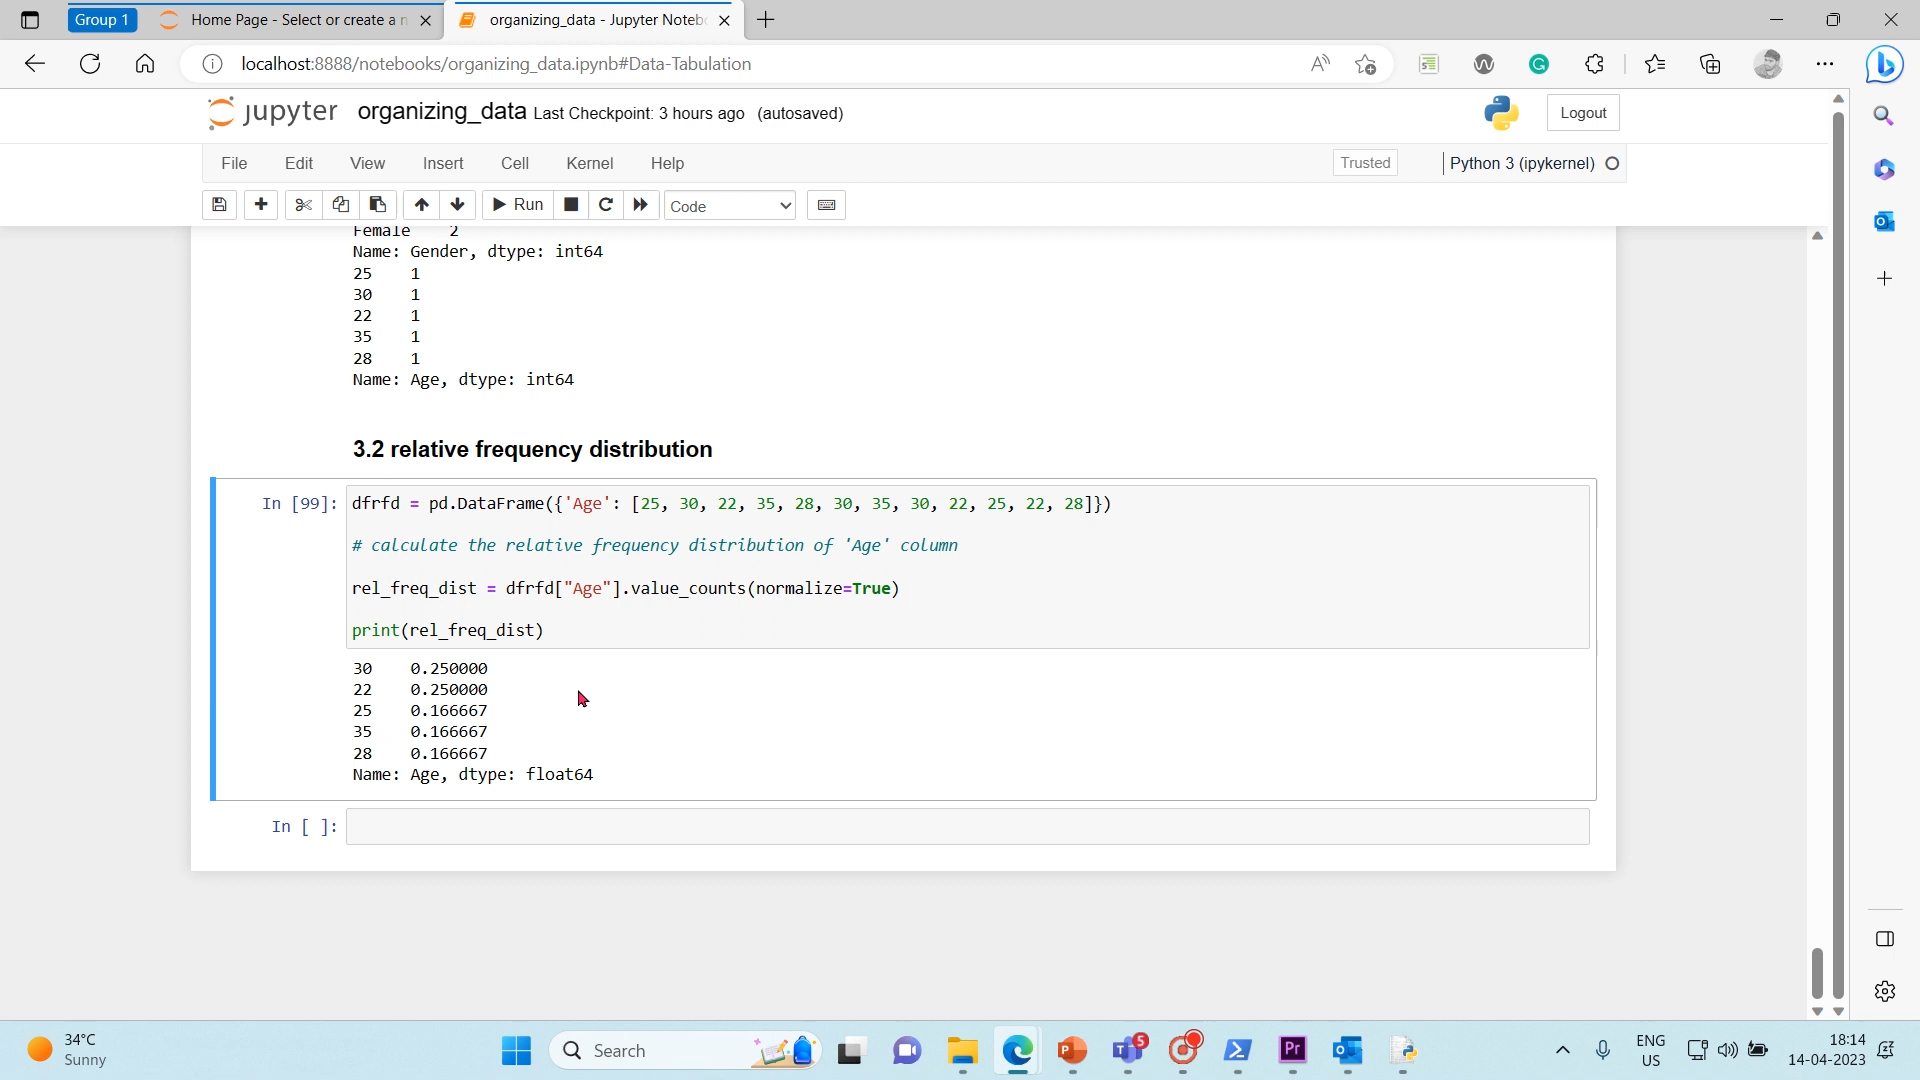 Group 1
Home Page - Select or create a n
organizing_data - Jupyter Noteb
localhost:8888/notebooks/organizing_data.ipynb#Data-Tabulation
jupyter organizing_data Last Checkpoint: 3 hours ago (autosaved)
Logout
File Edit View Insert Cell Kernel Help
Trusted
Python 3 (ipykernel)
Run
Code
Female 2
Name: Gender, dtype: int64
25 1
30 1
22 1
35 1
28 1
Name: Age, dtype: int64
3.2 relative frequency distribution
In [99]: dfrfd = pd.DataFrame({'Age': [25, 30, 22, 35, 28, 30, 35, 30, 22, 25, 22, 28]})
# calculate the relative frequency distribution of 'Age' column
rel_freq_dist = dfrfd["Age"].value_counts(normalize=True)
print(rel_freq_dist)
30 0.250000
22 0.250000
25 0.166667
35 0.166667
28 0.166667
Name: Age, dtype: float64
In [ ]:
34°C
Sunny
Search
5
Pr
ENG
US
18:14
14-04-2023